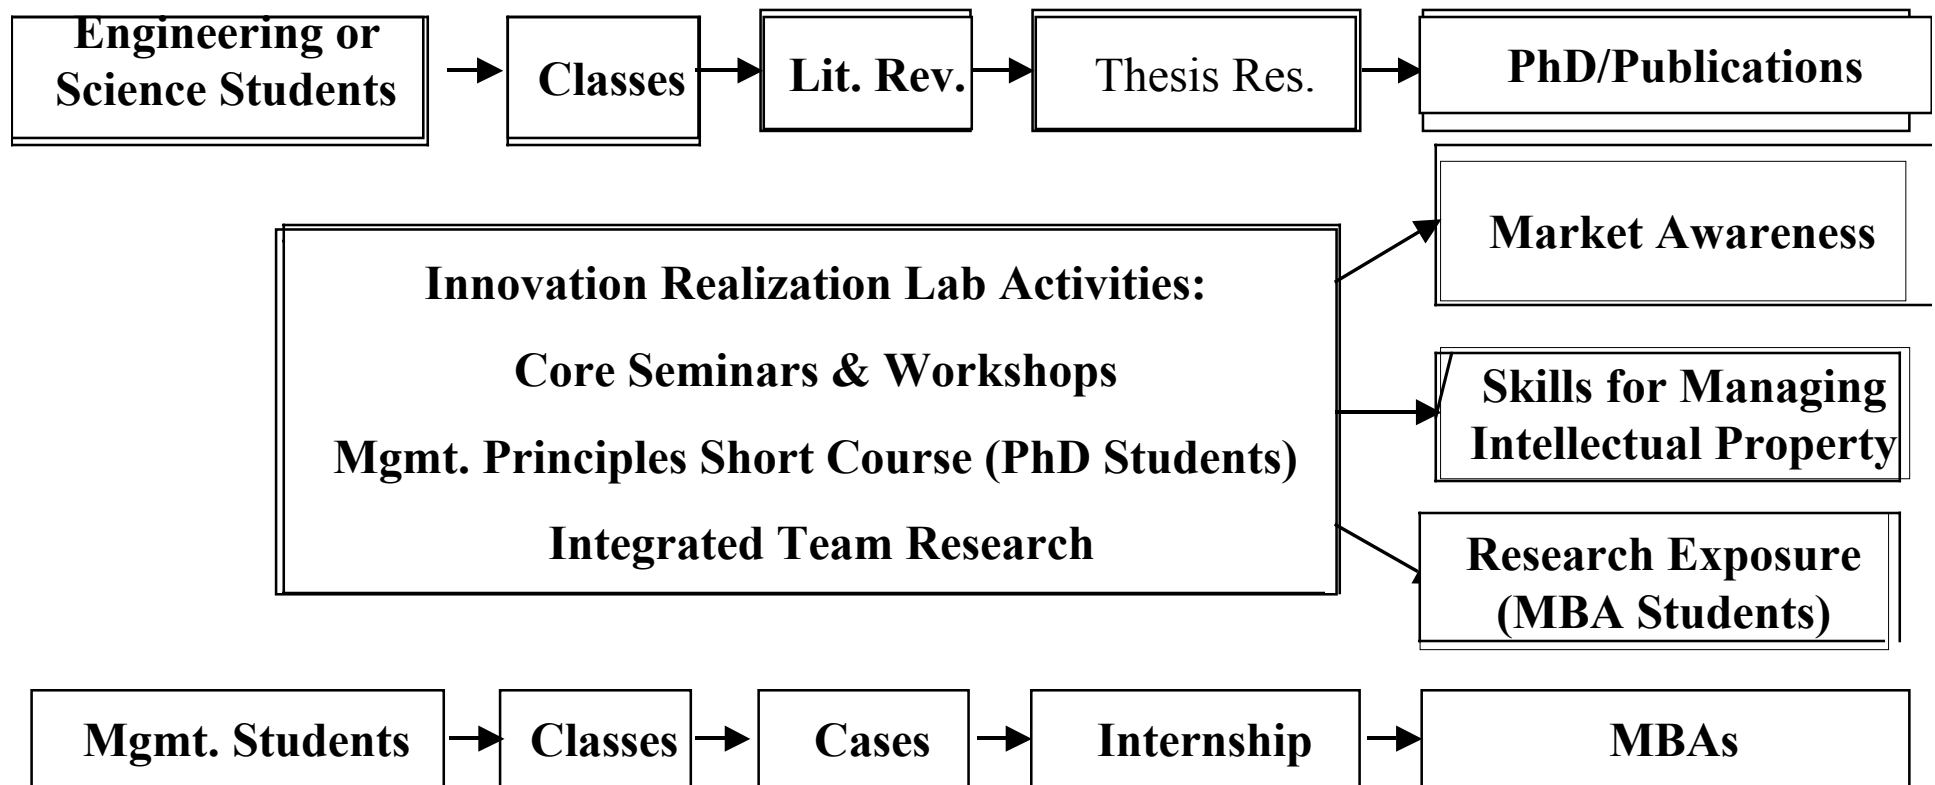 Engineering or
Science Students
Classes
Lit. Rev.
Thesis Res.
PhD/Publications
Market Awareness
Innovation Realization Lab Activities:
Core Seminars & Workshops
Mgmt. Principles Short Course (PhD Students)
Integrated Team Research
Skills for Managing
Intellectual Property
Research Exposure
(MBA Students)
Mgmt. Students
Classes
Cases
Internship
MBAs